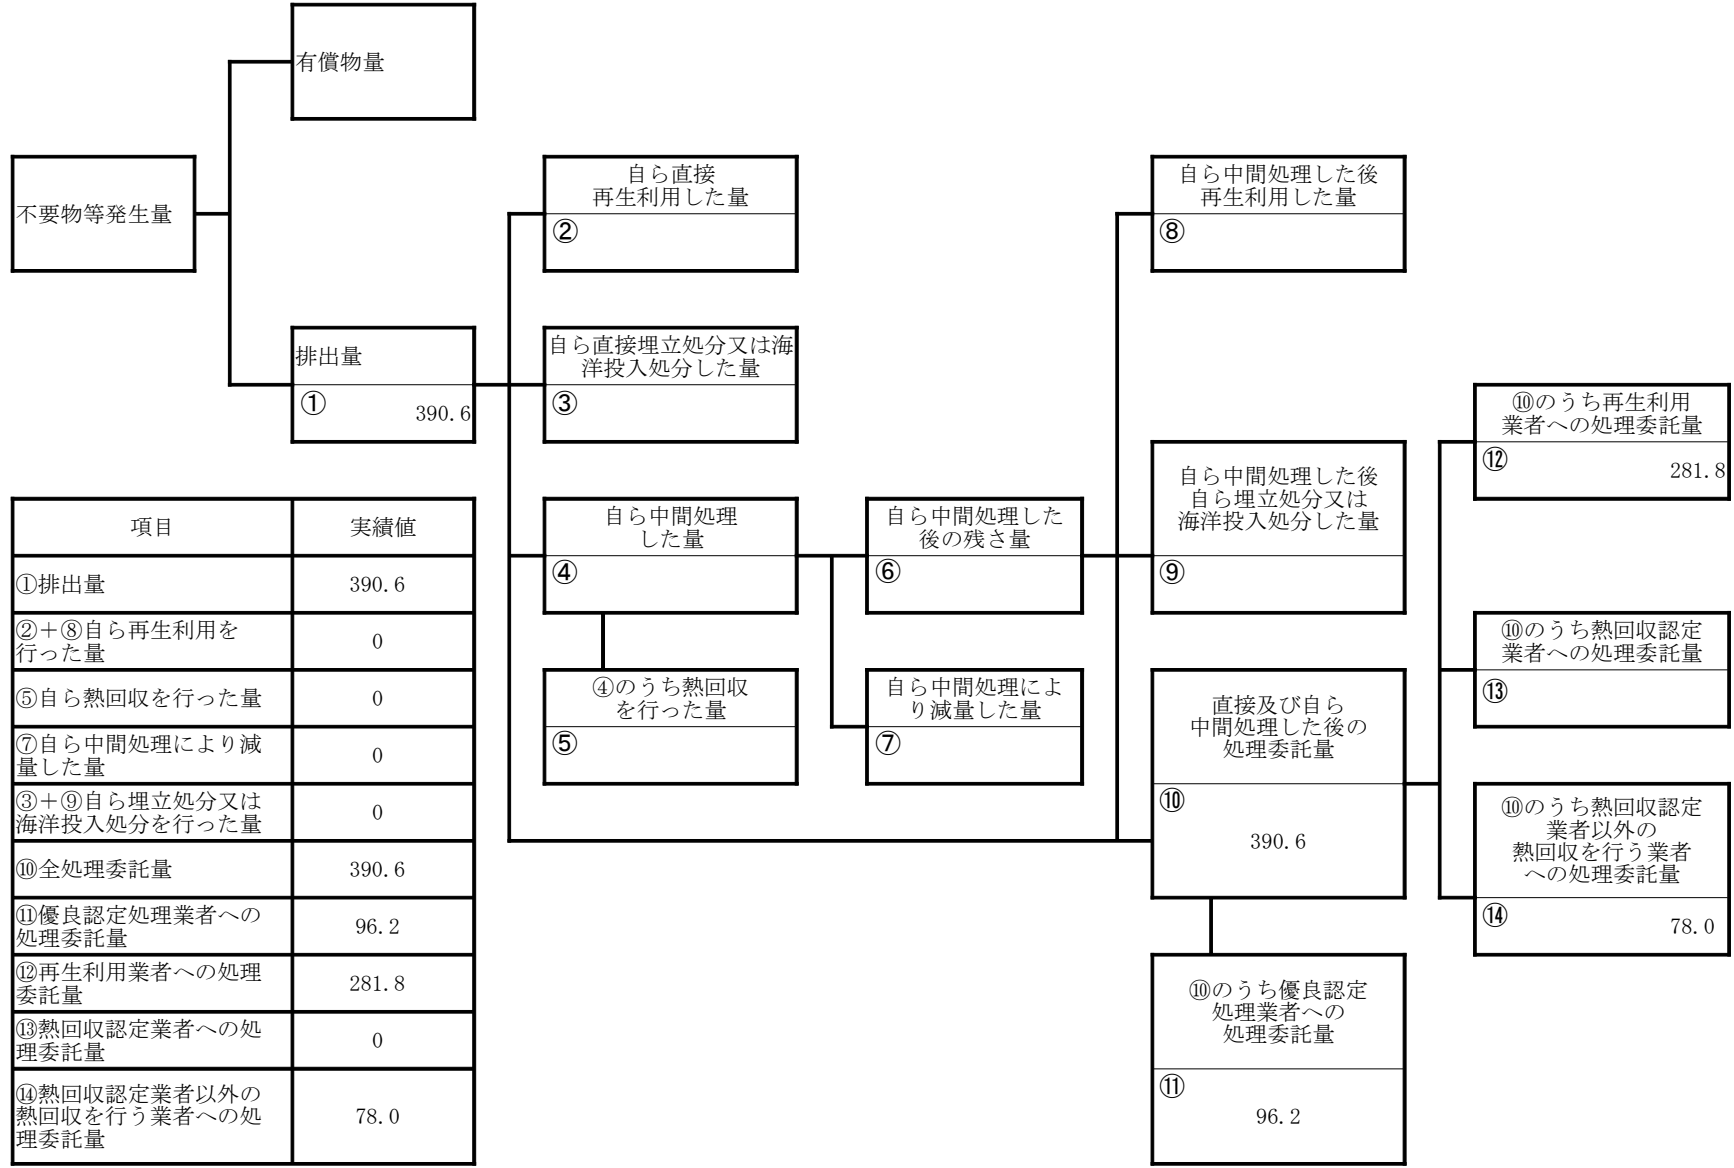 有償物量
不要物等発生量
排出量
①
390.6
自ら直接
再生利用した量
②
自ら直接埋立処分又は海
洋投入処分した量
③
自ら中間処理
した量
④
④のうち熱回収
を行った量
⑤
自ら中間処理した
後の残さ量
⑥
自ら中間処理によ
り減量した量
⑦
自ら中間処理した後
再生利用した量
⑧
自ら中間処理した後
自ら埋立処分又は
海洋投入処分した量
⑨
直接及び自ら
中間処理した後の
処理委託量
⑩
390.6
⑩のうち優良認定
処理業者への
処理委託量
⑪
96.2
⑩のうち再生利用
業者への処理委託量
⑫
281.8
⑩のうち熱回収認定
業者への処理委託量
⑬
⑩のうち熱回収認定
業者以外の
熱回収を行う業者
への処理委託量
⑭
78.0
項目 実績値
①排出量 390.6
②+⑧自ら再生利用を
行った量 0
⑤自ら熱回収を行った量 0
⑦自ら中間処理により減
量した量 0
③+⑨自ら埋立処分又は
海洋投入処分を行った量 0
⑩全処理委託量 390.6
⑪優良認定処理業者への
処理委託量 96.2
⑫再生利用業者への処理
委託量 281.8
⑬熱回収認定業者への処
理委託量 0
⑭熱回収認定業者以外の
熱回収を行う業者への処
理委託量 78.0